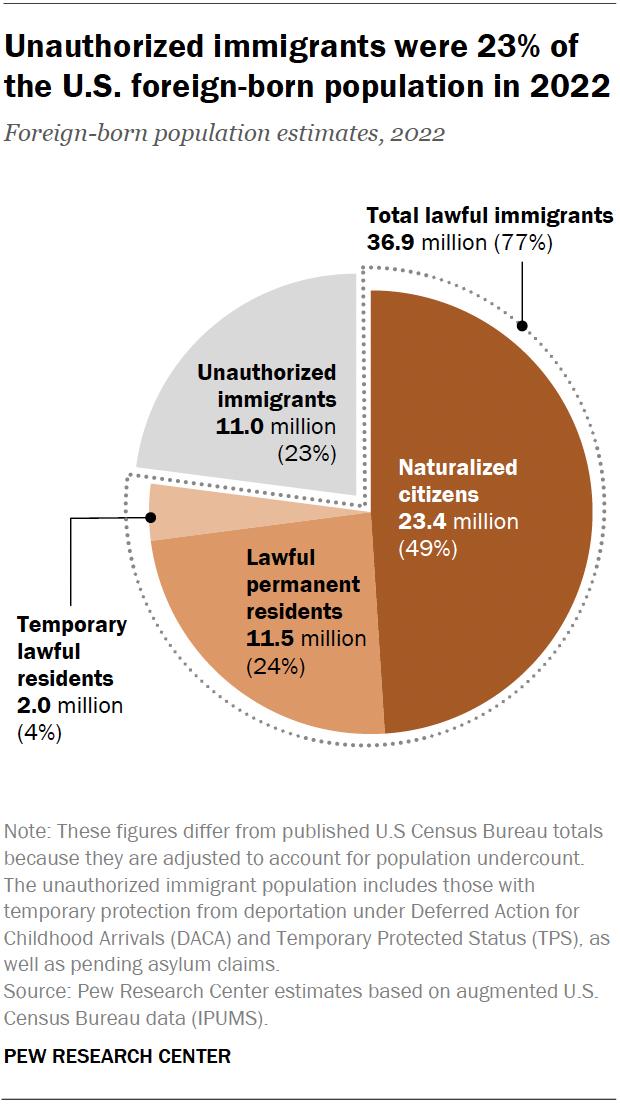 Unauthorized immigrants were 23% of
the U.S. foreign-born population in 2022
Foreign-born population estimates, 2022
Total lawful immigrants
36.9 million (77%)
Unauthorized
immigrants
11.0 million
(23%)
Naturalized
citizens
23.4 million
(49%)
Lawful
permanent
residents
11.5 million
(24%)
Temporary
lawful
residents
2.0 million
(4%)
Note: These figures differ from published U.S Census Bureau totals
because they are adjusted to account for population undercount.
The unauthorized immigrant population includes those with
temporary protection from deportation under Deferred Action for
Childhood Arrivals (DACA) and Temporary Protected Status (TPS), as
well as pending asylum claims.
Source: Pew Research Center estimates based on augmented U.S.
Census Bureau data (IPUMS).
PEW RESEARCH CENTER